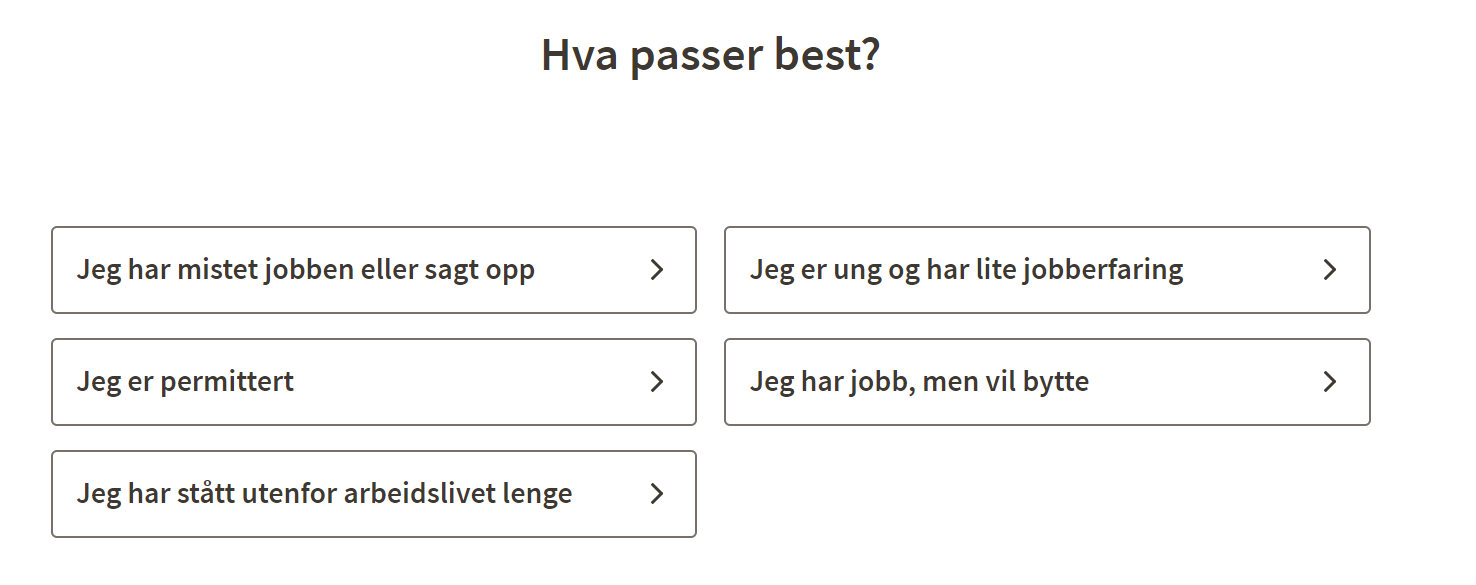 Hva passer best?
Jeg har mistet jobben eller sagt opp
Jeg er ung og har lite jobberfaring
Jeg er permittert
Jeg har jobb, men vil bytte
Jeg har stått utenfor arbeidslivet lenge